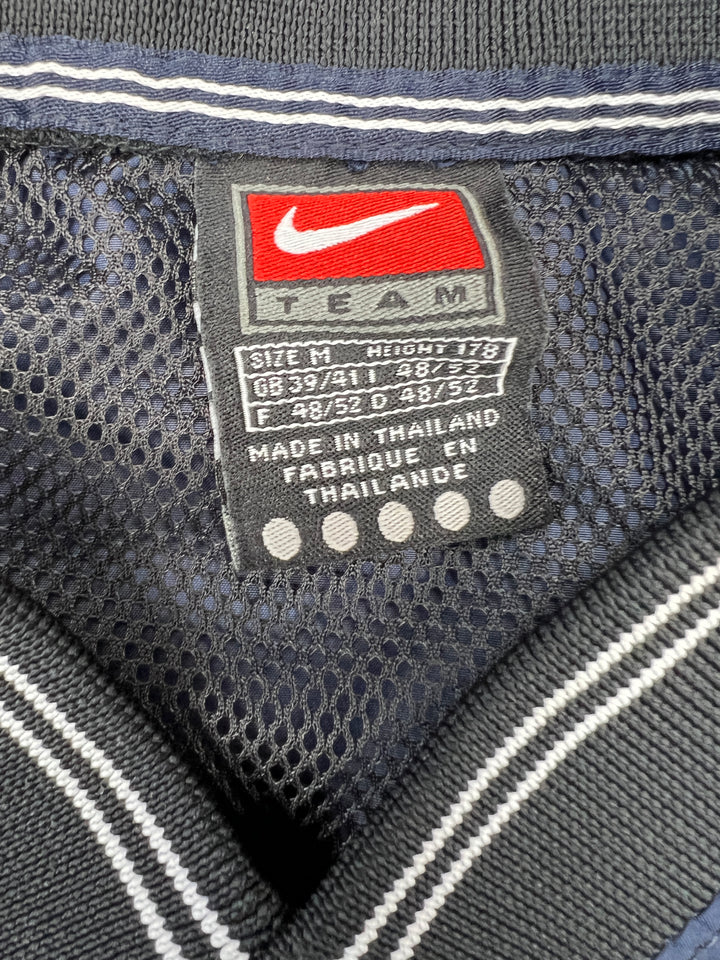 TEAM
SIZE M HEIGHT 178
GB 39/41 I 48/52
F 48/52 D 48/52
MADE IN THAILAND
FABRIQUE EN
THAILANDE